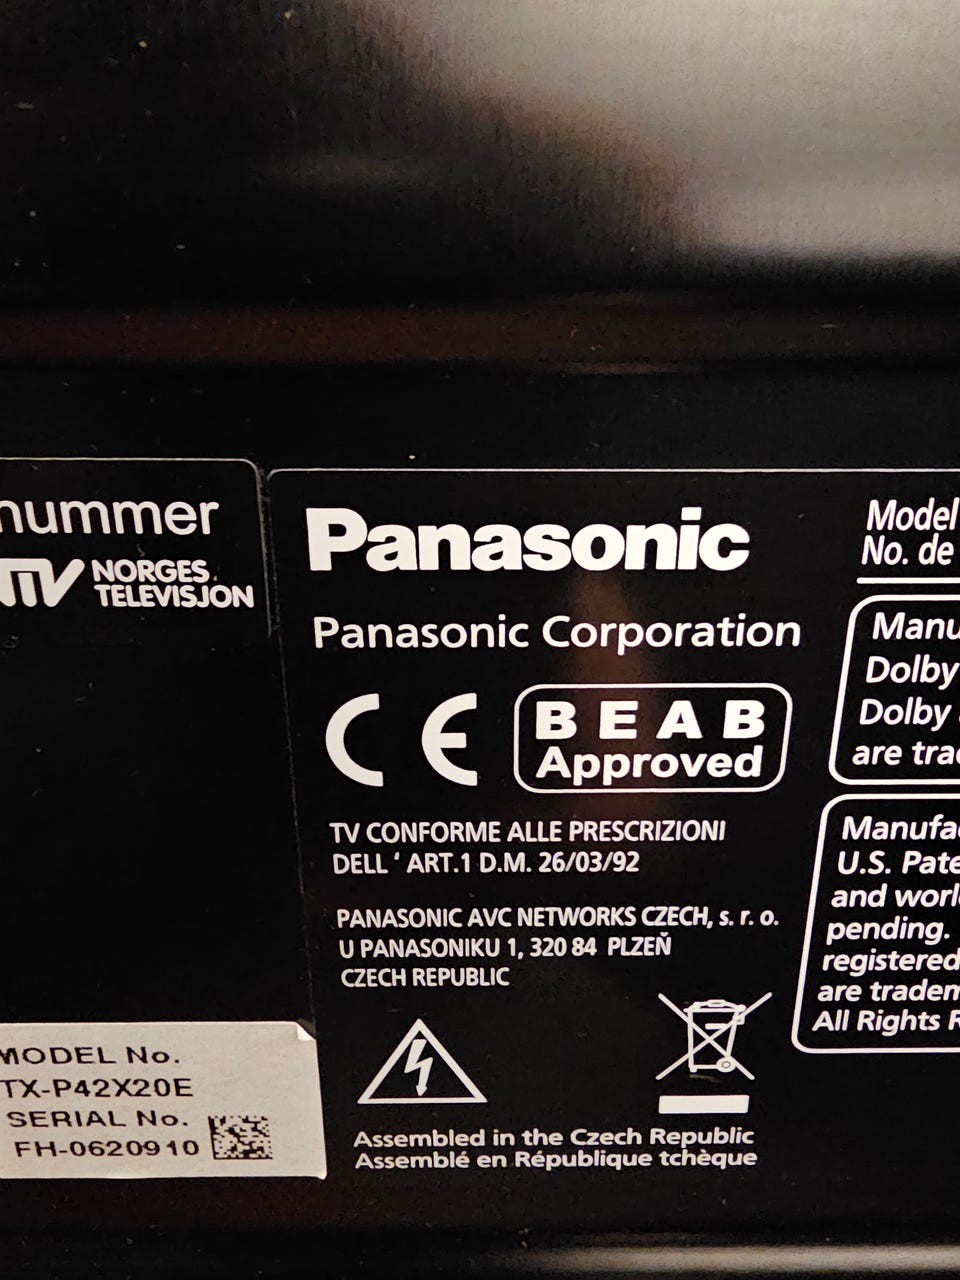 nummer
TV NORGES
TELEVISJON
MODEL No.
TX-P42X20E
SERIAL No.
FH-0620910
Panasonic
Panasonic Corporation
CE
BEAB
Approved
TV CONFORME ALLE PRESCRIZIONI
DELL ' ART.1 D.M. 26/03/92
PANASONIC AVC NETWORKS CZECH, s. r. o.
U PANASONIKU 1, 320 84 PLZEŇ
CZECH REPUBLIC
Assembled in the Czech Republic
Assemblé en République tchèque
Model
No. de
Manu
Dolby
Dolby
are trad
Manufa
U.S. Pate
and worl
pending.
registered
are tradem
All Rights R